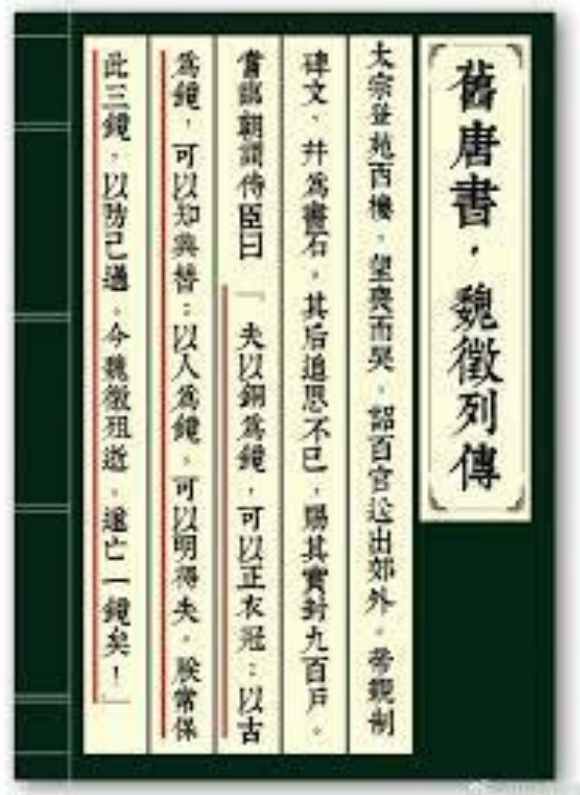 舊唐書·魏徵列傳
太宗登苑西樓，望喪而哭，詔百官送出郊外。帝親制
碑文，并爲書石。其后追思不已，賜其實封九百戶。
嘗臨朝謂侍臣曰「夫以銅爲鏡，可以正衣冠；以古
爲鏡，可以知興替；以人爲鏡，可以明得失。朕常保
此三鏡，以防己過。今魏徵殂逝，遂亡一鏡矣！」